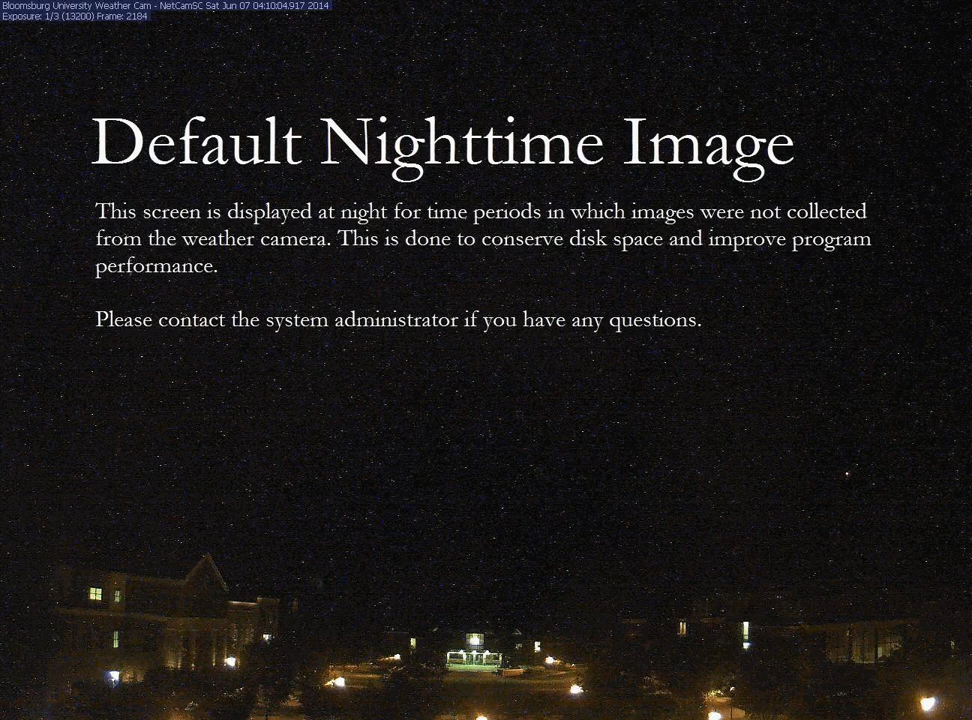 Bloomsburg University Weather Cam - NetCamSC Sat Jun 07 04:10:04.917 2014
Exposure: 1/3 (13200) Frame: 2184
Default Nighttime Image
This screen is displayed at night for time periods in which images were not collected
from the weather camera. This is done to conserve disk space and improve program
performance.
Please contact the system administrator if you have any questions.